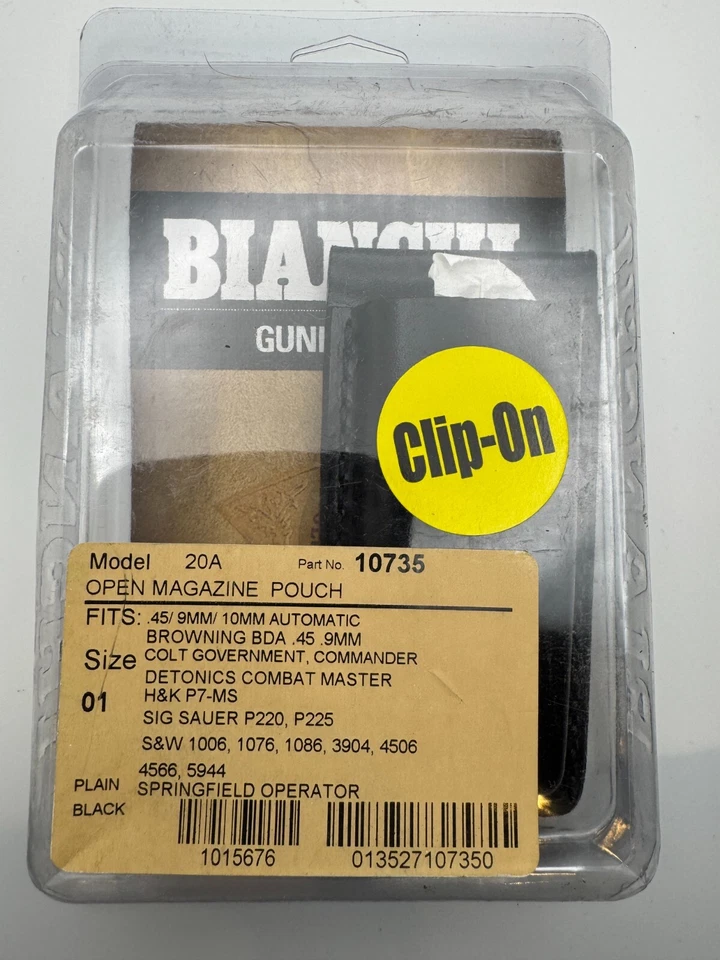 BIAN
GUN
Clip-On
Model 20A Part No. 10735
OPEN MAGAZINE POUCH
FITS: .45/ 9MM/ 10MM AUTOMATIC
BROWNING BDA .45 .9MM
Size COLT GOVERNMENT, COMMANDER
DETONICS COMBAT MASTER
01 H&K P7-MS
SIG SAUER P220, P225
S&W 1006, 1076, 1086, 3904, 4506
4566, 5944
PLAIN SPRINGFIELD OPERATOR
BLACK
1015676 013527107350